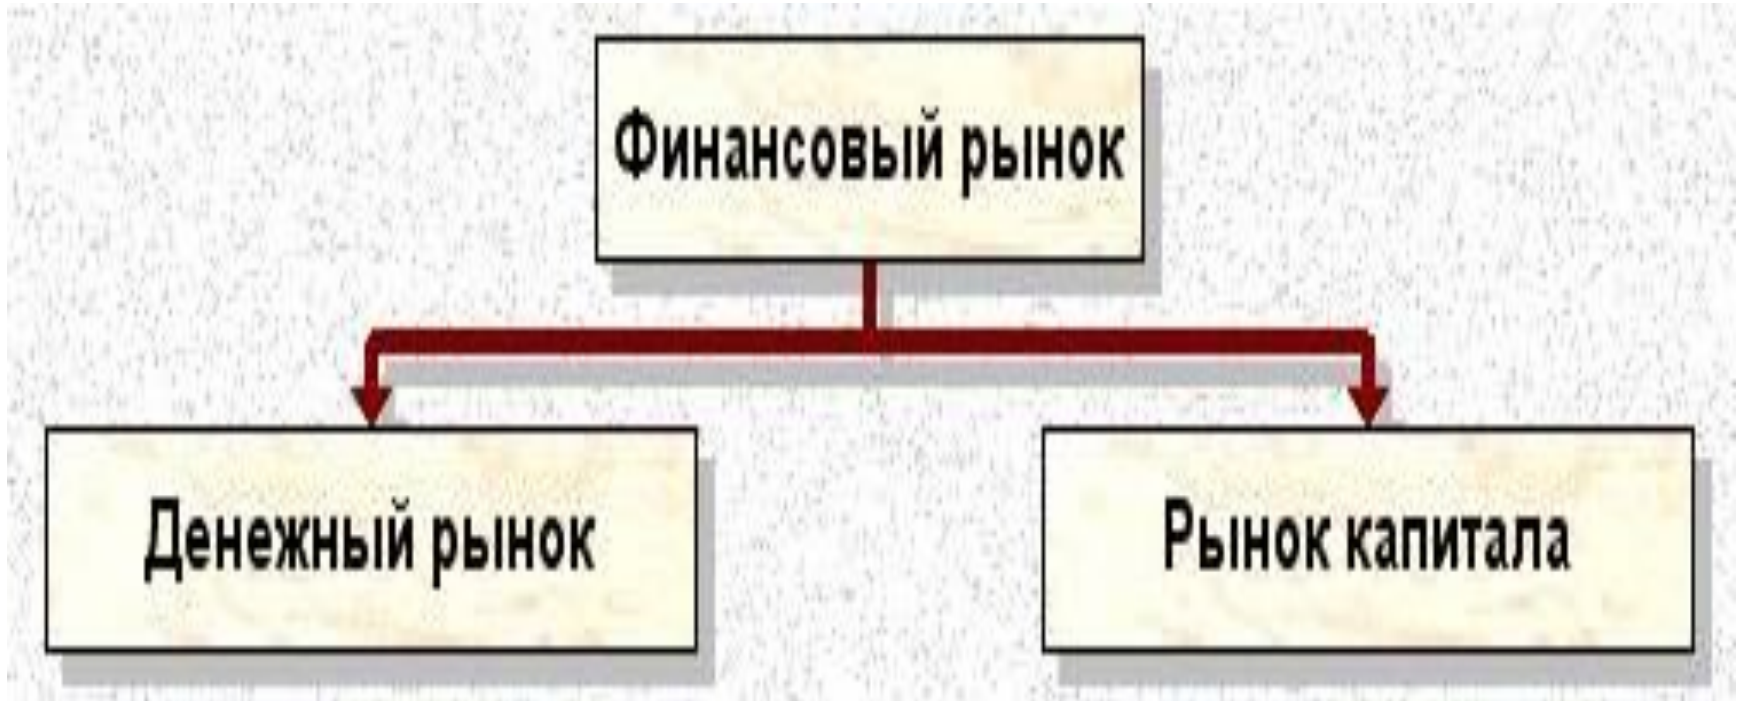 Финансовый рынок
Денежный рынок
Рынок капитала